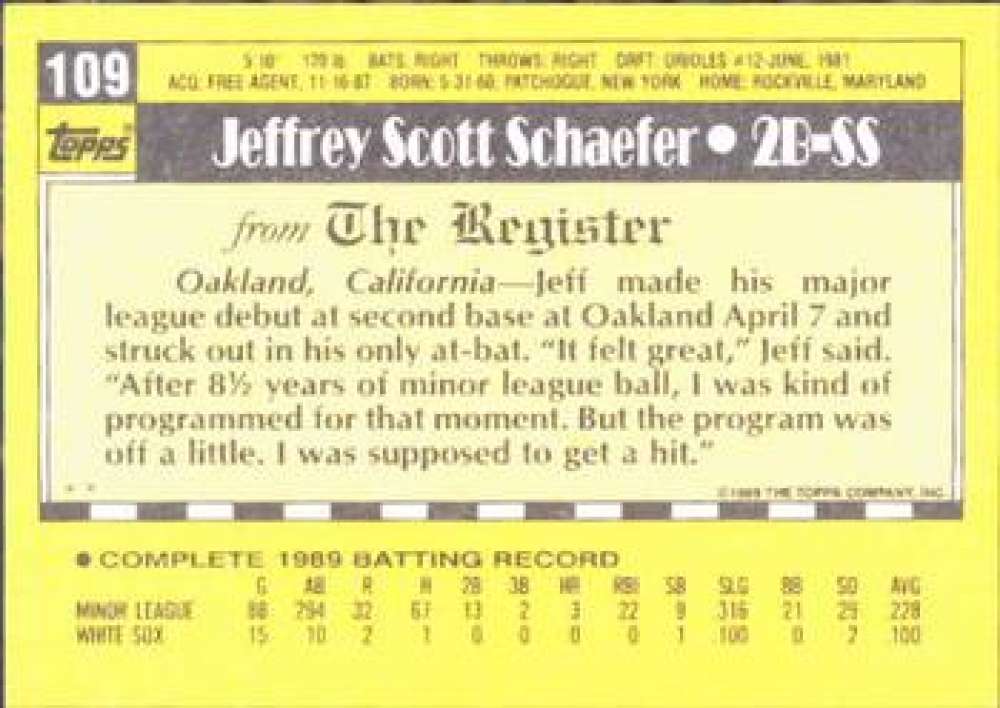 109
5'10" 170 lb. BATS: RIGHT THROWS: RIGHT DRFT: ORIOLES #12-JUNE, 1981
ACQ: FREE AGENT, 11-16-87 BORN: 5-31-60, PATCHOGUE, NEW YORK HOME: ROCKVILLE, MARYLAND
TOPPS
Jeffrey Scott Schaefer • 2B-SS
from The Register
Oakland, California—Jeff made his major
league debut at second base at Oakland April 7 and
struck out in his only at-bat. "It felt great," Jeff said.
"After 8½ years of minor league ball, I was kind of
programmed for that moment. But the program was
off a little. I was supposed to get a hit."
* *
©1989 THE TOPPS COMPANY, INC.
• COMPLETE 1989 BATTING RECORD
G AB R H 2B 3B HR RBI SB SLG BB SO AVG
MINOR LEAGUE 88 294 32 67 13 2 3 22 9 .316 21 29 .228
WHITE SOX 15 10 2 1 0 0 0 0 1 .100 0 2 .100